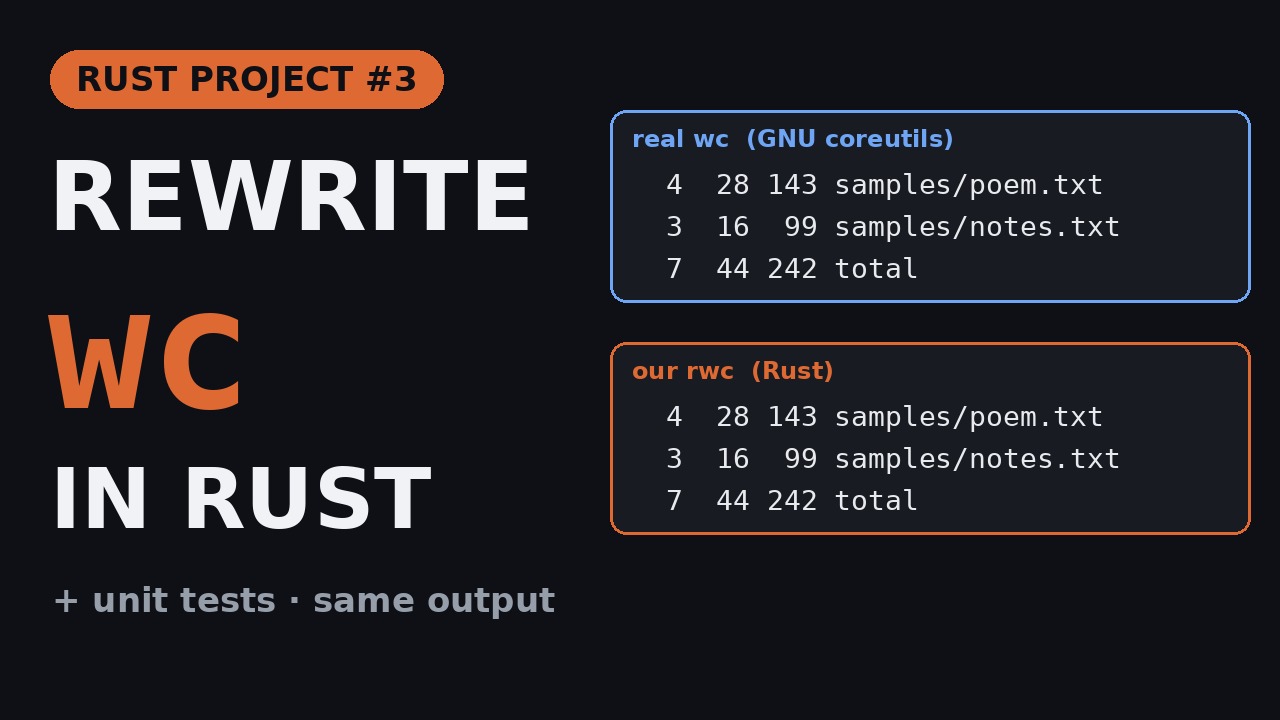 RUST PROJECT #3
REWRITE
WC
IN RUST
+ unit tests · same output
real wc  (GNU coreutils)
  4  28 143 samples/poem.txt
  3  16  99 samples/notes.txt
  7  44 242 total
our rwc  (Rust)
  4  28 143 samples/poem.txt
  3  16  99 samples/notes.txt
  7  44 242 total